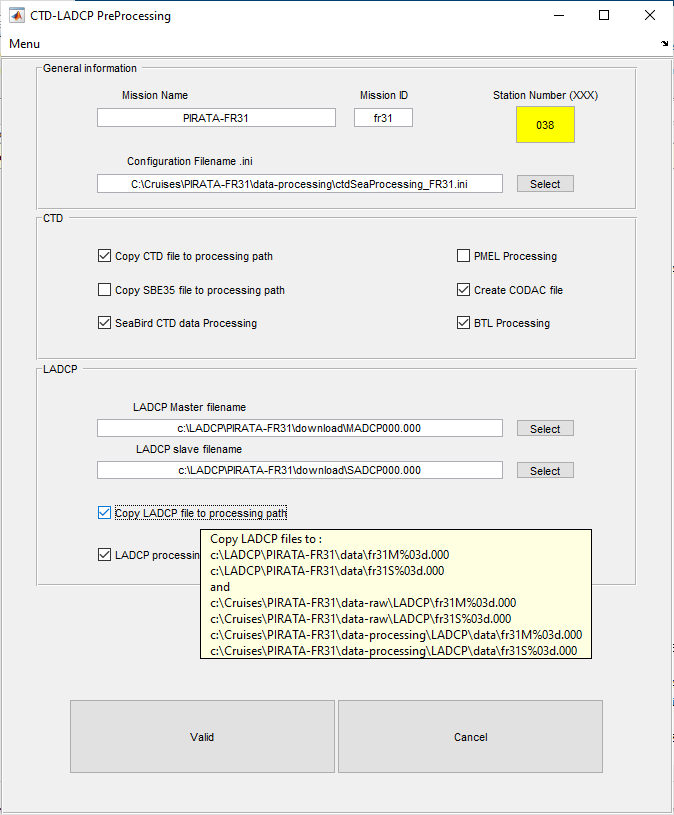 CTD-LADCP PreProcessing
Menu
General information
Mission Name
Mission ID
Station Number (XXX)
PIRATA-FR31
fr31
038
Configuration Filename .ini
C:\Cruises\PIRATA-FR31\data-processing\ctdSeaProcessing_FR31.ini
Select
CTD
Copy CTD file to processing path
PMEL Processing
Copy SBE35 file to processing path
Create CODAC file
SeaBird CTD data Processing
BTL Processing
LADCP
LADCP Master filename
c:\LADCP\PIRATA-FR31\download\MADCP000.000
Select
LADCP slave filename
c:\LADCP\PIRATA-FR31\download\SADCP000.000
Select
Copy LADCP file to processing path
LADCP processin
Copy LADCP files to :
c:\LADCP\PIRATA-FR31\data\fr31M%03d.000
c:\LADCP\PIRATA-FR31\data\fr31S%03d.000
and
c:\Cruises\PIRATA-FR31\data-raw\LADCP\fr31M%03d.000
c:\Cruises\PIRATA-FR31\data-raw\LADCP\fr31S%03d.000
c:\Cruises\PIRATA-FR31\data-processing\LADCP\data\fr31M%03d.000
c:\Cruises\PIRATA-FR31\data-processing\LADCP\data\fr31S%03d.000
Valid
Cancel